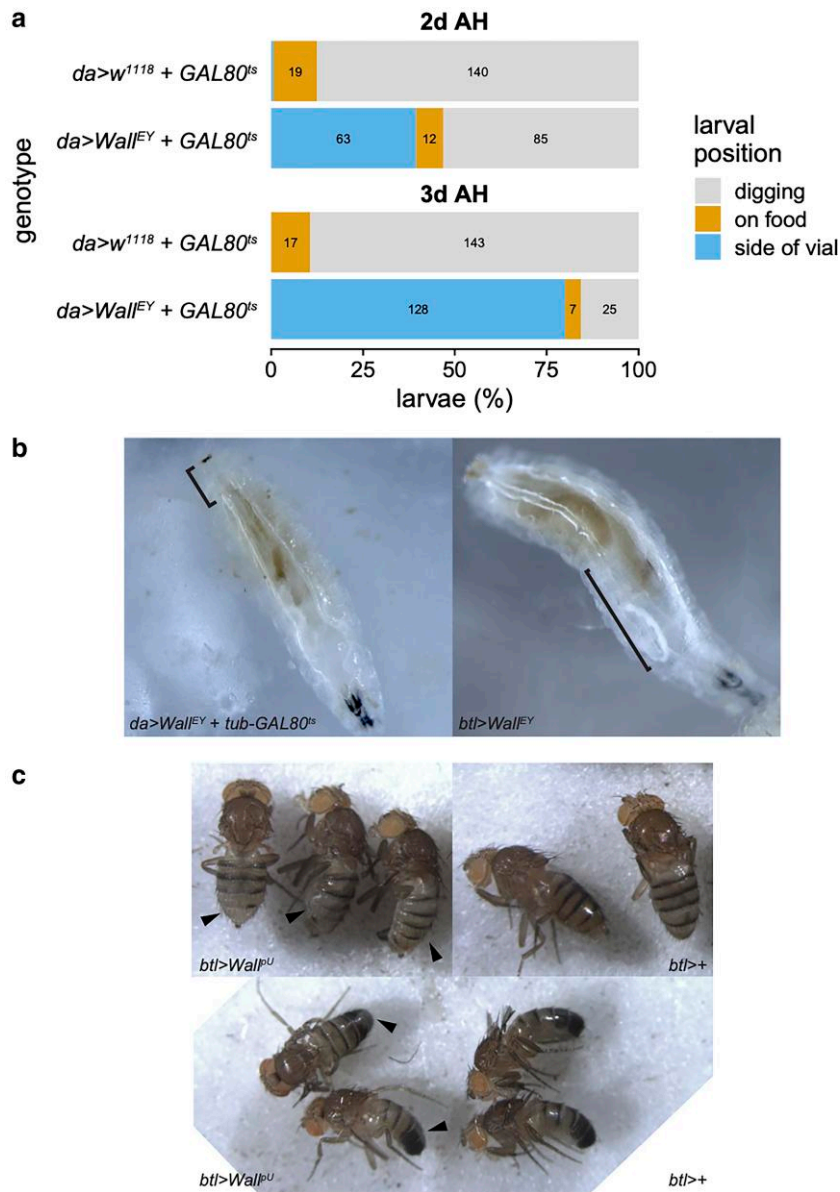 a
2d AH
da>w¹¹¹⁸ + GAL80ᵗˢ
19
140
da>Wallᴱʸ + GAL80ᵗˢ
63
12
85
3d AH
da>w¹¹¹⁸ + GAL80ᵗˢ
17
143
da>Wallᴱʸ + GAL80ᵗˢ
128
7
25
0
25
50
75
100
larvae (%)
genotype
larval
position
digging
on food
side of vial
b
da>Wallᴱʸ + tub-GAL80ᵗˢ
btl>Wallᴱʸ
c
btl>Wallᵖᵁ
btl>+
btl>Wallᵖᵁ
btl>+